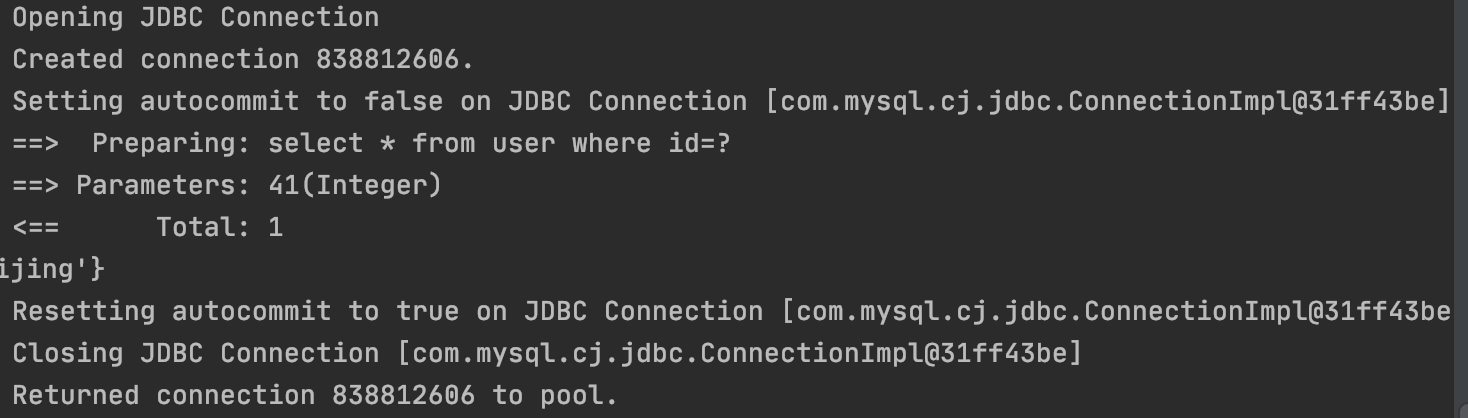 Opening JDBC Connection
Created connection 838812606.
Setting autocommit to false on JDBC Connection [com.mysql.cj.jdbc.ConnectionImpl@31ff43be]
==>  Preparing: select * from user where id=?
==> Parameters: 41(Integer)
<==      Total: 1
ijing'}
Resetting autocommit to true on JDBC Connection [com.mysql.cj.jdbc.ConnectionImpl@31ff43be
Closing JDBC Connection [com.mysql.cj.jdbc.ConnectionImpl@31ff43be]
Returned connection 838812606 to pool.